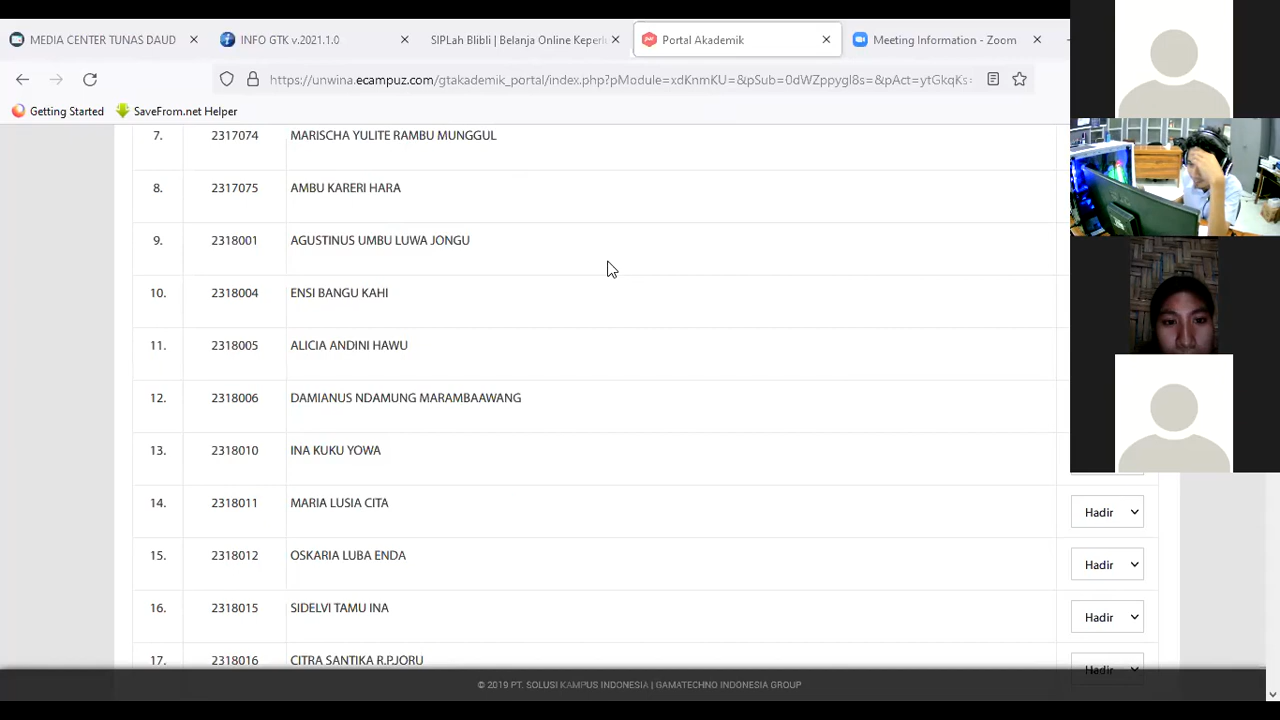 MEDIA CENTER TUNAS DAUD
INFO GTK v.2021.1.0
SIPLah Blibli | Belanja Online Keperlu
Portal Akademik
Meeting Information - Zoom
https://unwina.ecampuz.com/gtakademik_portal/index.php?pModule=xdKnmKU=&pSub=0dWZppygl8s=&pAct=ytGkqKs=
Getting Started
SaveFrom.net Helper
7. 2317074 MARISCHA YULITE RAMBU MUNGGUL
8. 2317075 AMBU KARERI HARA
9. 2318001 AGUSTINUS UMBU LUWA JONGU
10. 2318004 ENSI BANGU KAHI
11. 2318005 ALICIA ANDINI HAWU
12. 2318006 DAMIANUS NDAMUNG MARAMBAAWANG
13. 2318010 INA KUKU YOWA
14. 2318011 MARIA LUSIA CITA Hadir
15. 2318012 OSKARIA LUBA ENDA Hadir
16. 2318015 SIDELVI TAMU INA Hadir
17. 2318016 CITRA SANTIKA R.P.JORU Hadir
© 2019 PT. SOLUSI KAMPUS INDONESIA | GAMATECHNO INDONESIA GROUP